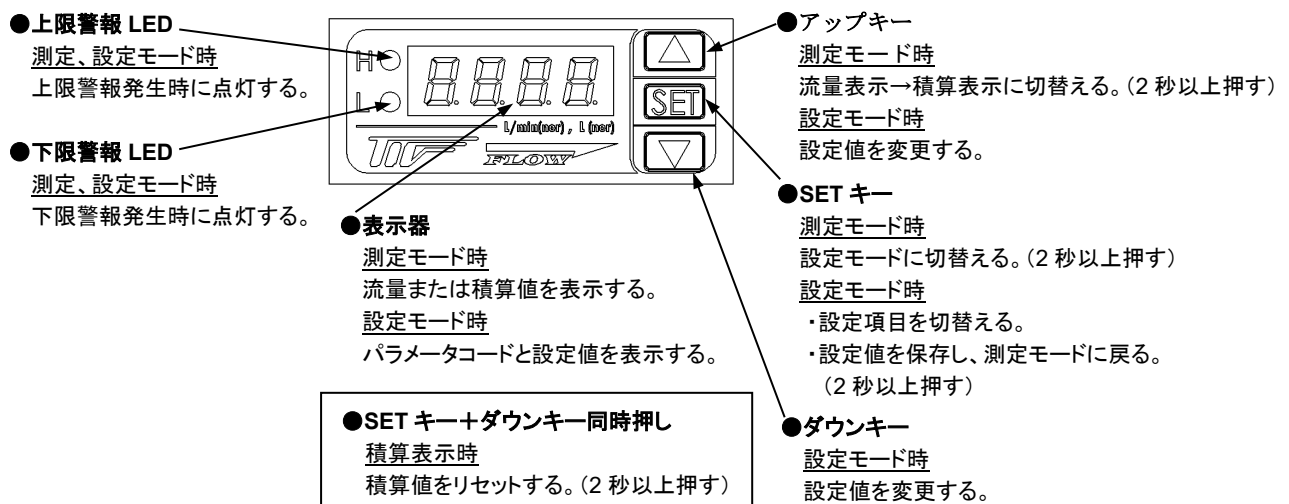 ●上限警報 LED
測定、設定モード時
上限警報発生時に点灯する。
●下限警報 LED
測定、設定モード時
下限警報発生時に点灯する。
H
L
8.8.8.8.
L/min(nor) , L (nor)
FLOW
SET
●表示器
測定モード時
流量または積算値を表示する。
設定モード時
パラメータコードと設定値を表示する。
●SET キー+ダウンキー同時押し
積算表示時
積算値をリセットする。(2 秒以上押す)
●アップキー
測定モード時
流量表示→積算表示に切替える。(2 秒以上押す)
設定モード時
設定値を変更する。
●SET キー
測定モード時
設定モードに切替える。(2 秒以上押す)
設定モード時
・設定項目を切替える。
・設定値を保存し、測定モードに戻る。
(2 秒以上押す)
●ダウンキー
設定モード時
設定値を変更する。